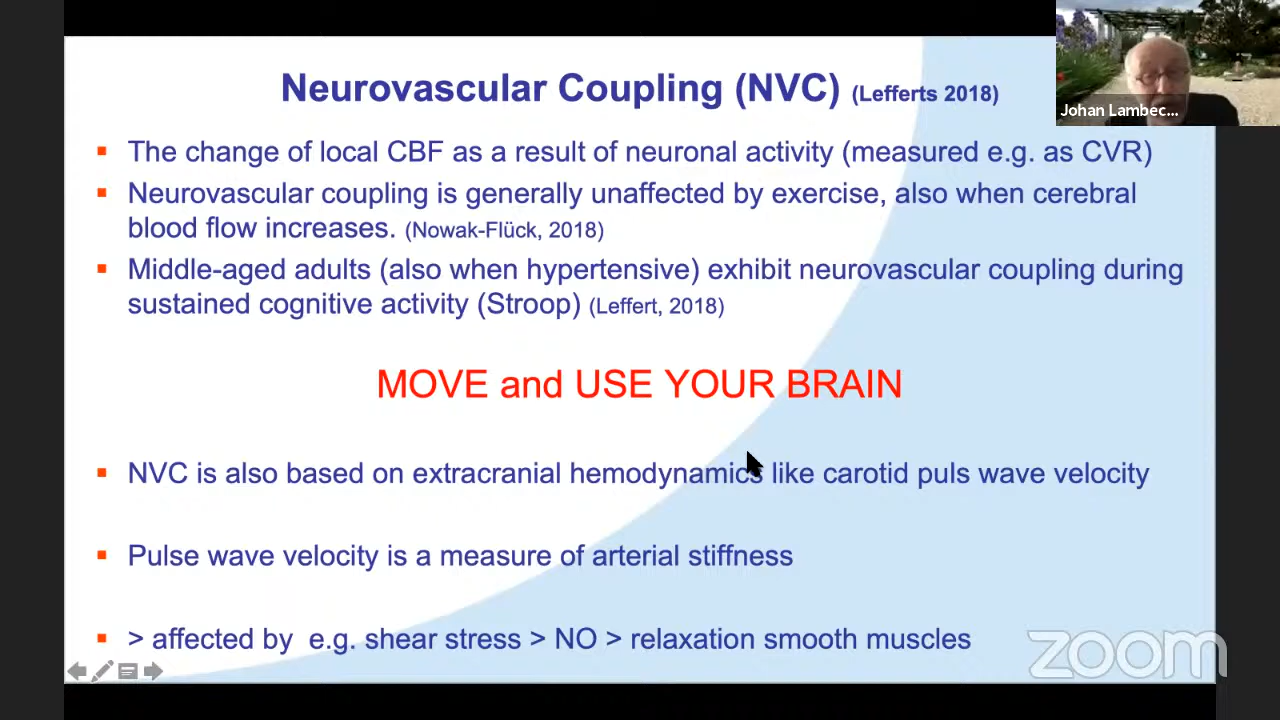 Neurovascular Coupling (NVC) (Lefferts 2018)
Johan Lambec...
▪ The change of local CBF as a result of neuronal activity (measured e.g. as CVR)
▪ Neurovascular coupling is generally unaffected by exercise, also when cerebral
blood flow increases. (Nowak-Flück, 2018)
▪ Middle-aged adults (also when hypertensive) exhibit neurovascular coupling during
sustained cognitive activity (Stroop) (Leffert, 2018)
MOVE and USE YOUR BRAIN
▪ NVC is also based on extracranial hemodynamics like carotid puls wave velocity
▪ Pulse wave velocity is a measure of arterial stiffness
▪ > affected by e.g. shear stress > NO > relaxation smooth muscles
zoom